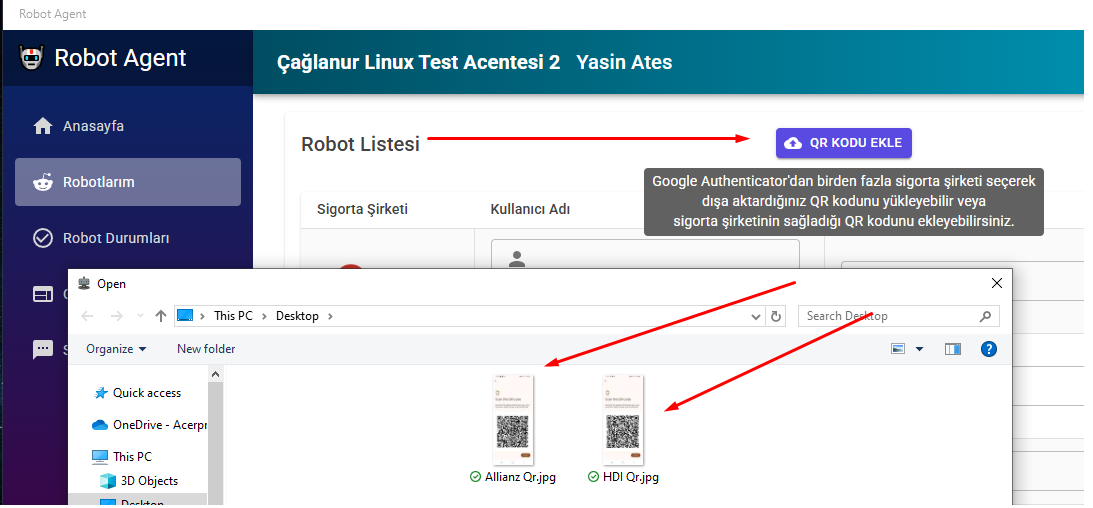 Robot Agent
Robot Agent
Çağlanur Linux Test Acentesi 2 Yasin Ates
Anasayfa
Robotlarım
Robot Durumları
Robot Listesi
QR KODU EKLE
Google Authenticator'dan birden fazla sigorta şirketi seçerek
dışa aktardığınız QR kodunu yükleyebilir veya
sigorta şirketinin sağladığı QR kodunu ekleyebilirsiniz.
Sigorta Şirketi
Kullanıcı Adı
Open
This PC > Desktop >
Search Desktop
Organize
New folder
Quick access
OneDrive - Acerpr
This PC
3D Objects
Desktop
Allianz Qr.jpg
HDI Qr.jpg